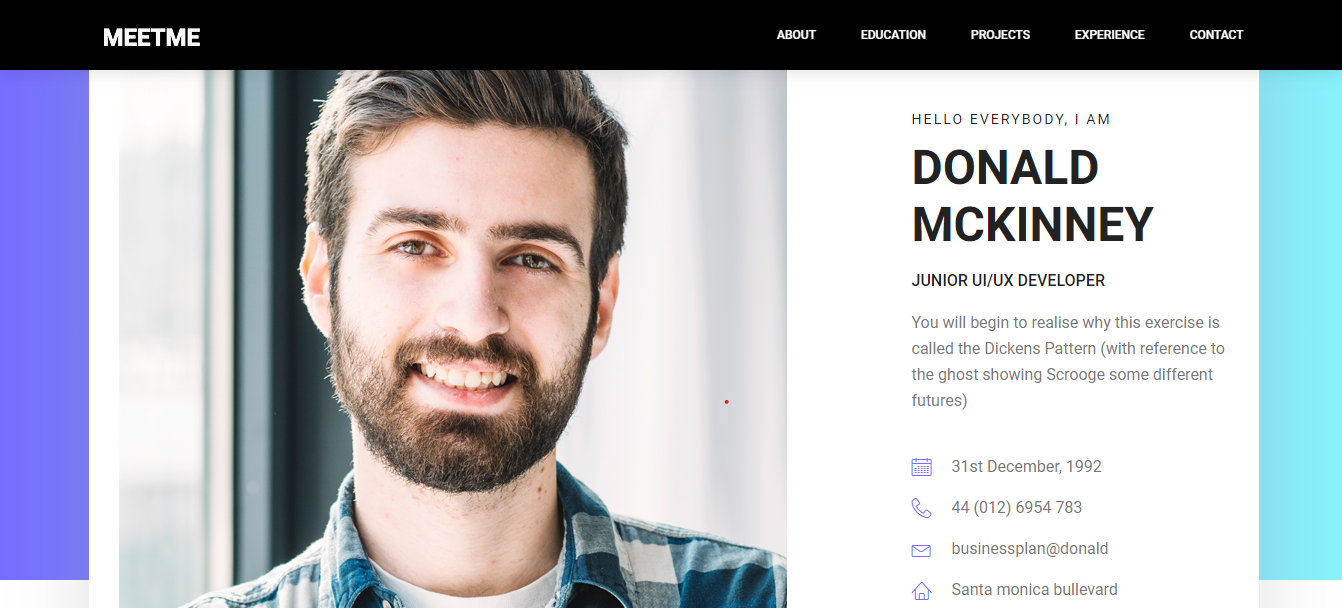 MEETME
ABOUT EDUCATION PROJECTS EXPERIENCE CONTACT
HELLO EVERYBODY, I AM
DONALD
MCKINNEY
JUNIOR UI/UX DEVELOPER
You will begin to realise why this exercise is
called the Dickens Pattern (with reference to
the ghost showing Scrooge some different
futures)
31st December, 1992
44 (012) 6954 783
businessplan@donald
Santa monica bullevard